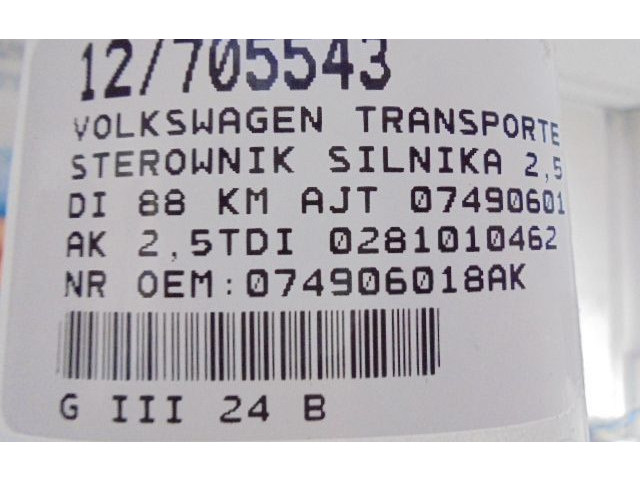 12/705543
VOLKSWAGEN TRANSPORTE
STEROWNIK SILNIKA 2,5
DI 88 KM AJT 07490601
AK 2,5TDI 0281010462
NR OEM:074906018AK
G III 24 B